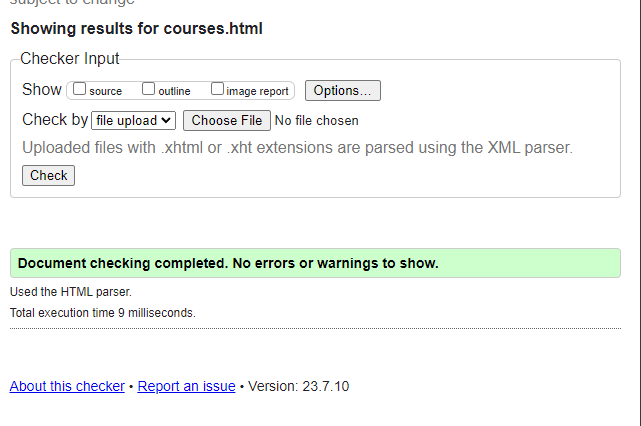 subject to change
Showing results for courses.html
Checker Input
Show source outline image report Options...
Check by file upload Choose File No file chosen
Uploaded files with .xhtml or .xht extensions are parsed using the XML parser.
Check
Document checking completed. No errors or warnings to show.
Used the HTML parser.
Total execution time 9 milliseconds.
About this checker • Report an issue • Version: 23.7.10